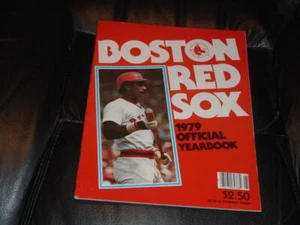 BOSTON
RED
SOX
1979
OFFICIAL
YEARBOOK
$2.50